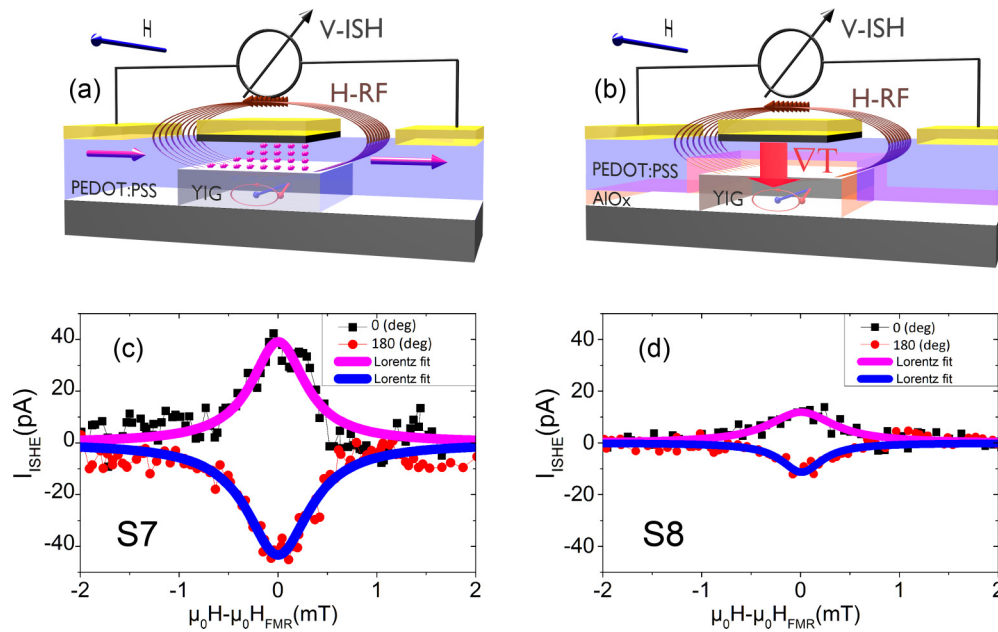 H
V-ISH
(a)
H-RF
PEDOT:PSS
YIG
H
V-ISH
(b)
H-RF
PEDOT:PSS
∇T
AlOx
YIG
(c)
0 (deg)
180 (deg)
Lorentz fit
Lorentz fit
40
20
0
-20
-40
I_ISHE(pA)
S7
-2 -1 0 1 2
μ₀H-μ₀H_FMR(mT)
(d)
0 (deg)
180 (deg)
Lorentz fit
Lorentz fit
40
20
0
-20
-40
I_ISHE(pA)
S8
-2 -1 0 1 2
μ₀H-μ₀H_FMR(mT)